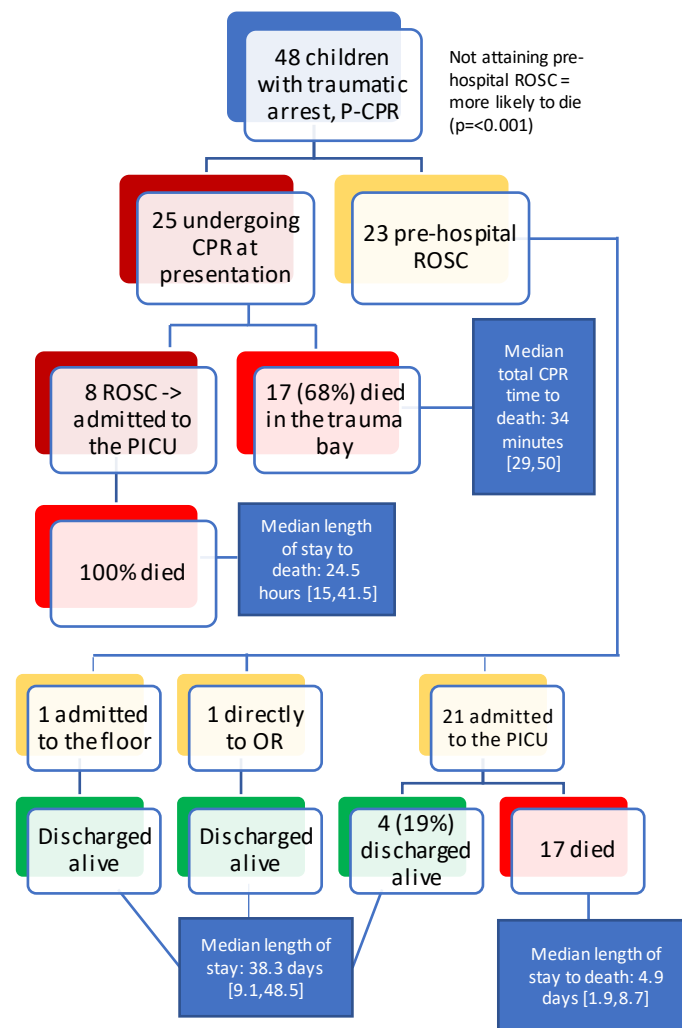 48 children
with traumatic
arrest, P-CPR
Not attaining pre-
hospital ROSC =
more likely to die
(p=<0.001)
25 undergoing
CPR at
presentation
23 pre-hospital
ROSC
8 ROSC ->
admitted to
the PICU
17 (68%) died
in the trauma
bay
Median
total CPR
time to
death: 34
minutes
[29,50]
100% died
Median length
of stay to
death: 24.5
hours [15,41.5]
1 admitted
to the floor
1 directly
to OR
21 admitted
to the PICU
Discharged
alive
Discharged
alive
4 (19%)
discharged
alive
17 died
Median length of
stay: 38.3 days
[9.1,48.5]
Median length of
stay to death: 4.9
days [1.9,8.7]